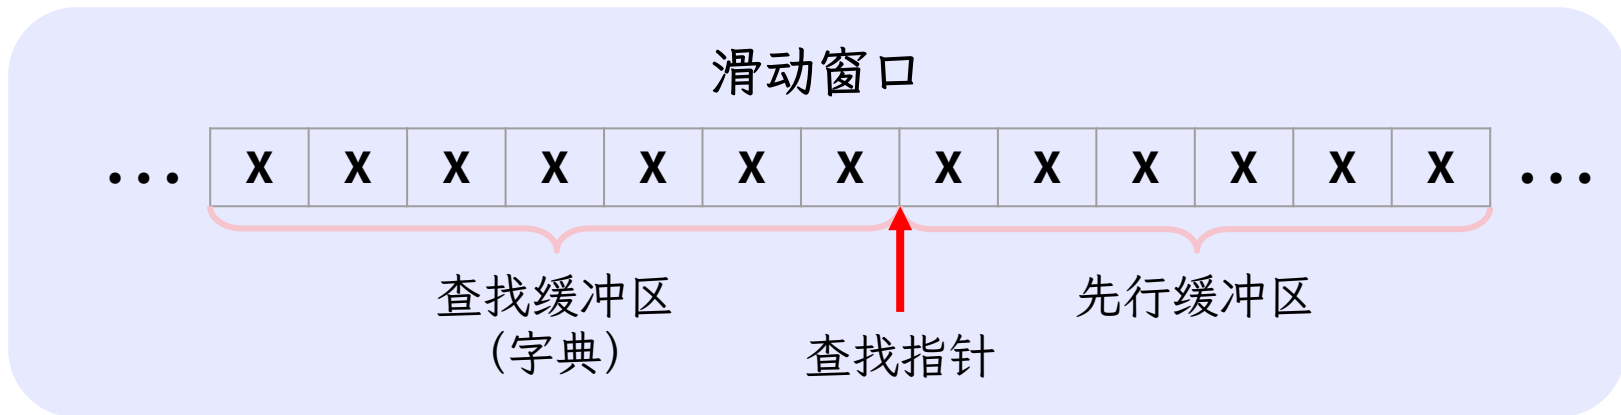 滑动窗口
... X X X X X X X X X X X X X ...
查找缓冲区
(字典)
查找指针
先行缓冲区